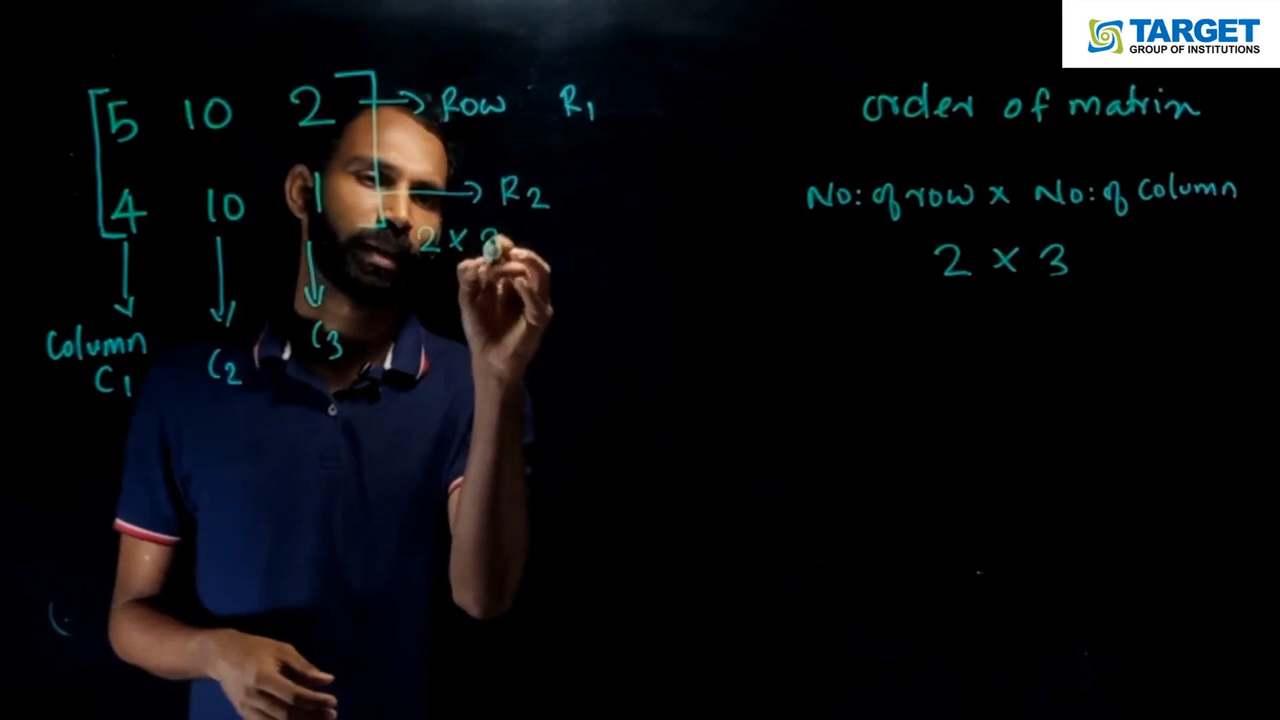 TARGET
GROUP OF INSTITUTIONS
5 10 2 → Row R1
4 10 1 → R2
2 × 3
Column
C1 C2 C3
order of matrix
No: of row × No: of Column
2 × 3